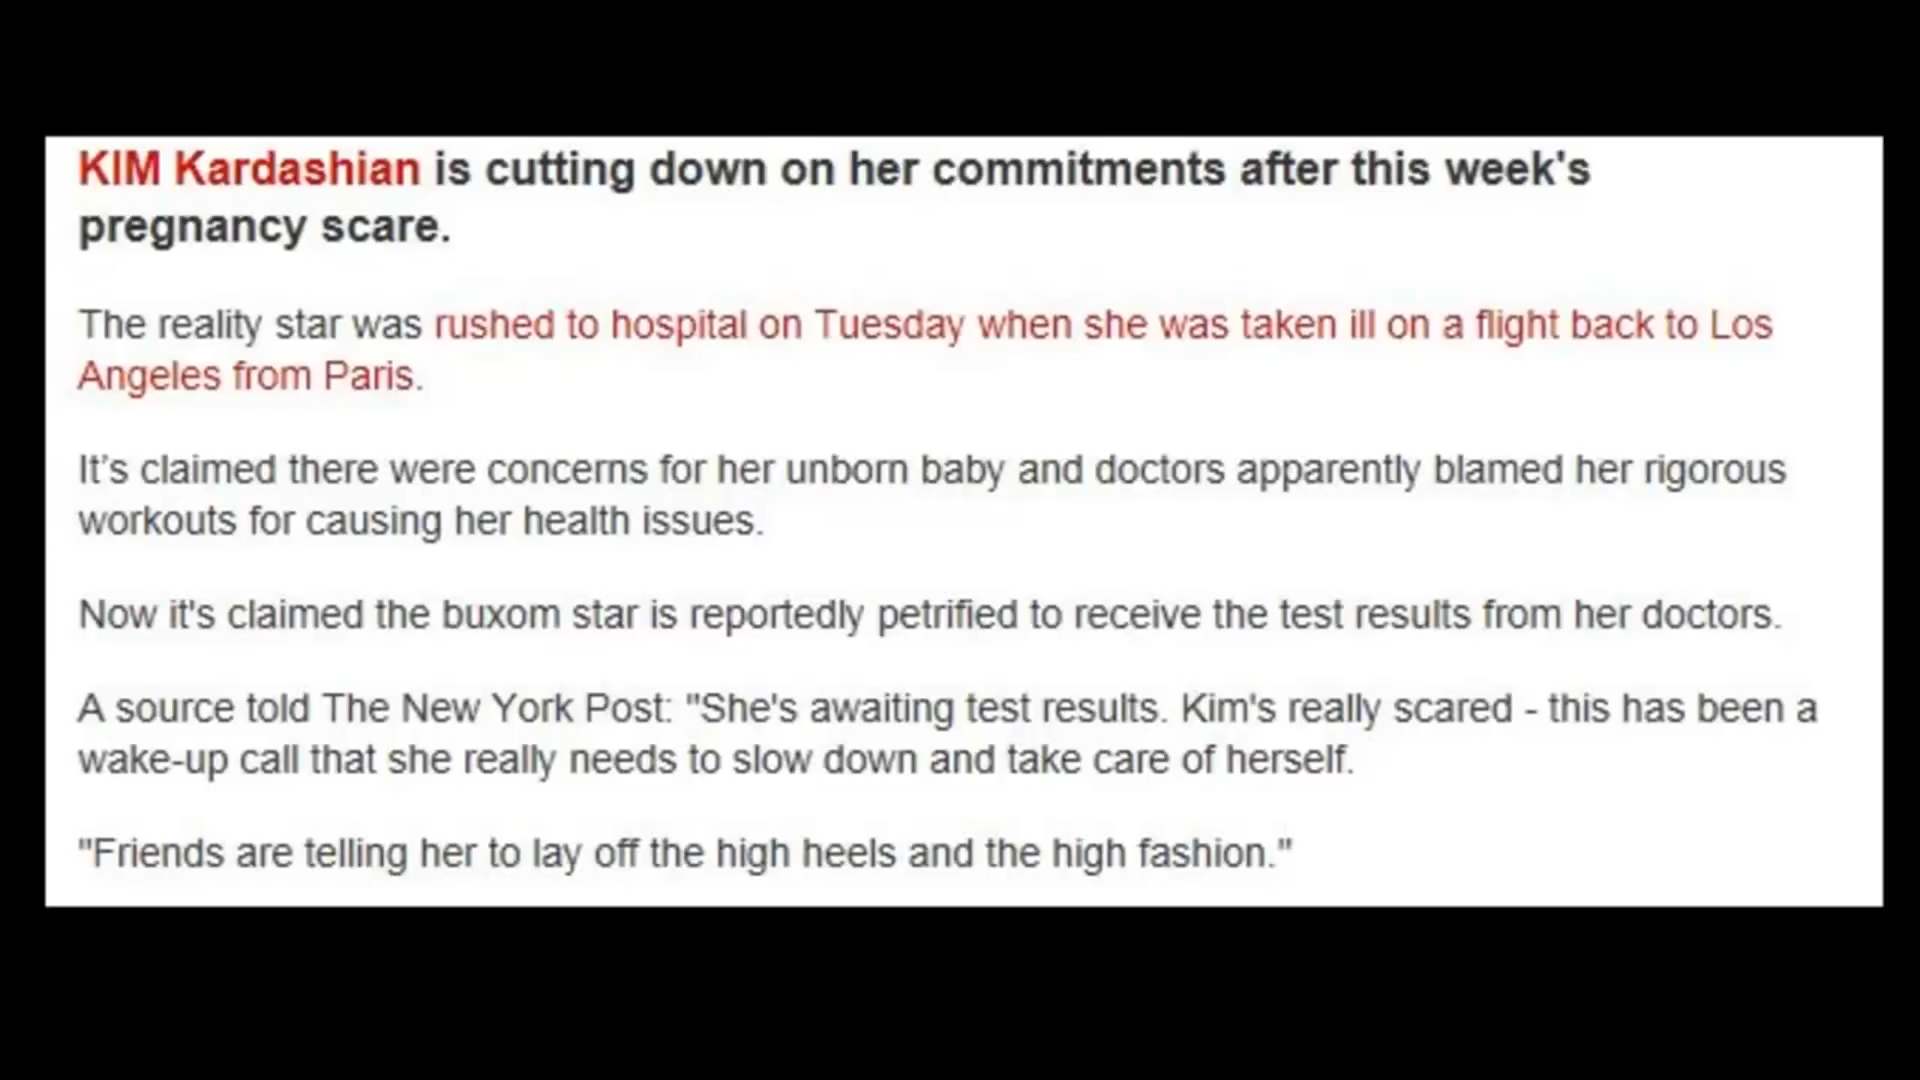 KIM Kardashian is cutting down on her commitments after this week's
pregnancy scare.
The reality star was rushed to hospital on Tuesday when she was taken ill on a flight back to Los
Angeles from Paris.
It’s claimed there were concerns for her unborn baby and doctors apparently blamed her rigorous
workouts for causing her health issues.
Now it's claimed the buxom star is reportedly petrified to receive the test results from her doctors.
A source told The New York Post: "She's awaiting test results. Kim's really scared - this has been a
wake-up call that she really needs to slow down and take care of herself.
"Friends are telling her to lay off the high heels and the high fashion."